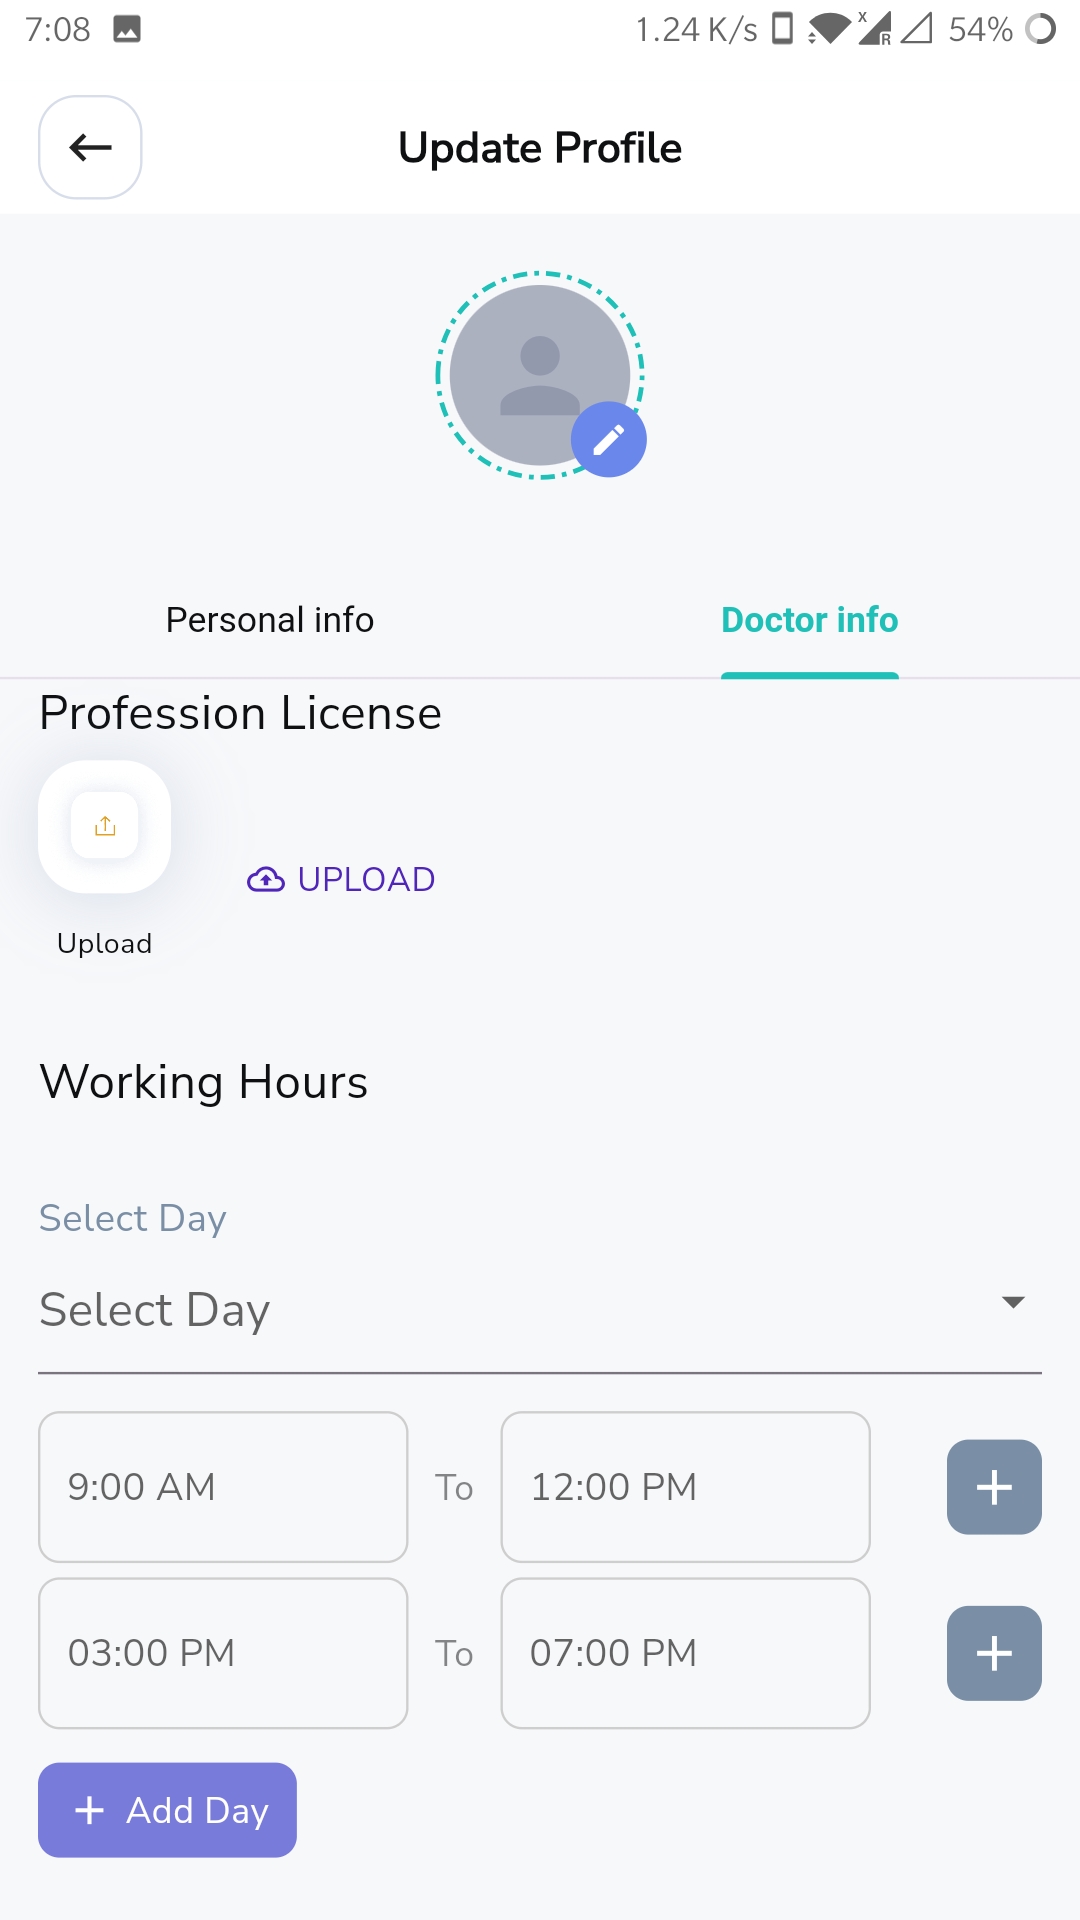 7:08 1.24 K/s X R 54%
Update Profile
Personal info Doctor info
Profession License
UPLOAD
Upload
Working Hours
Select Day
Select Day
9:00 AM To 12:00 PM
03:00 PM To 07:00 PM
Add Day